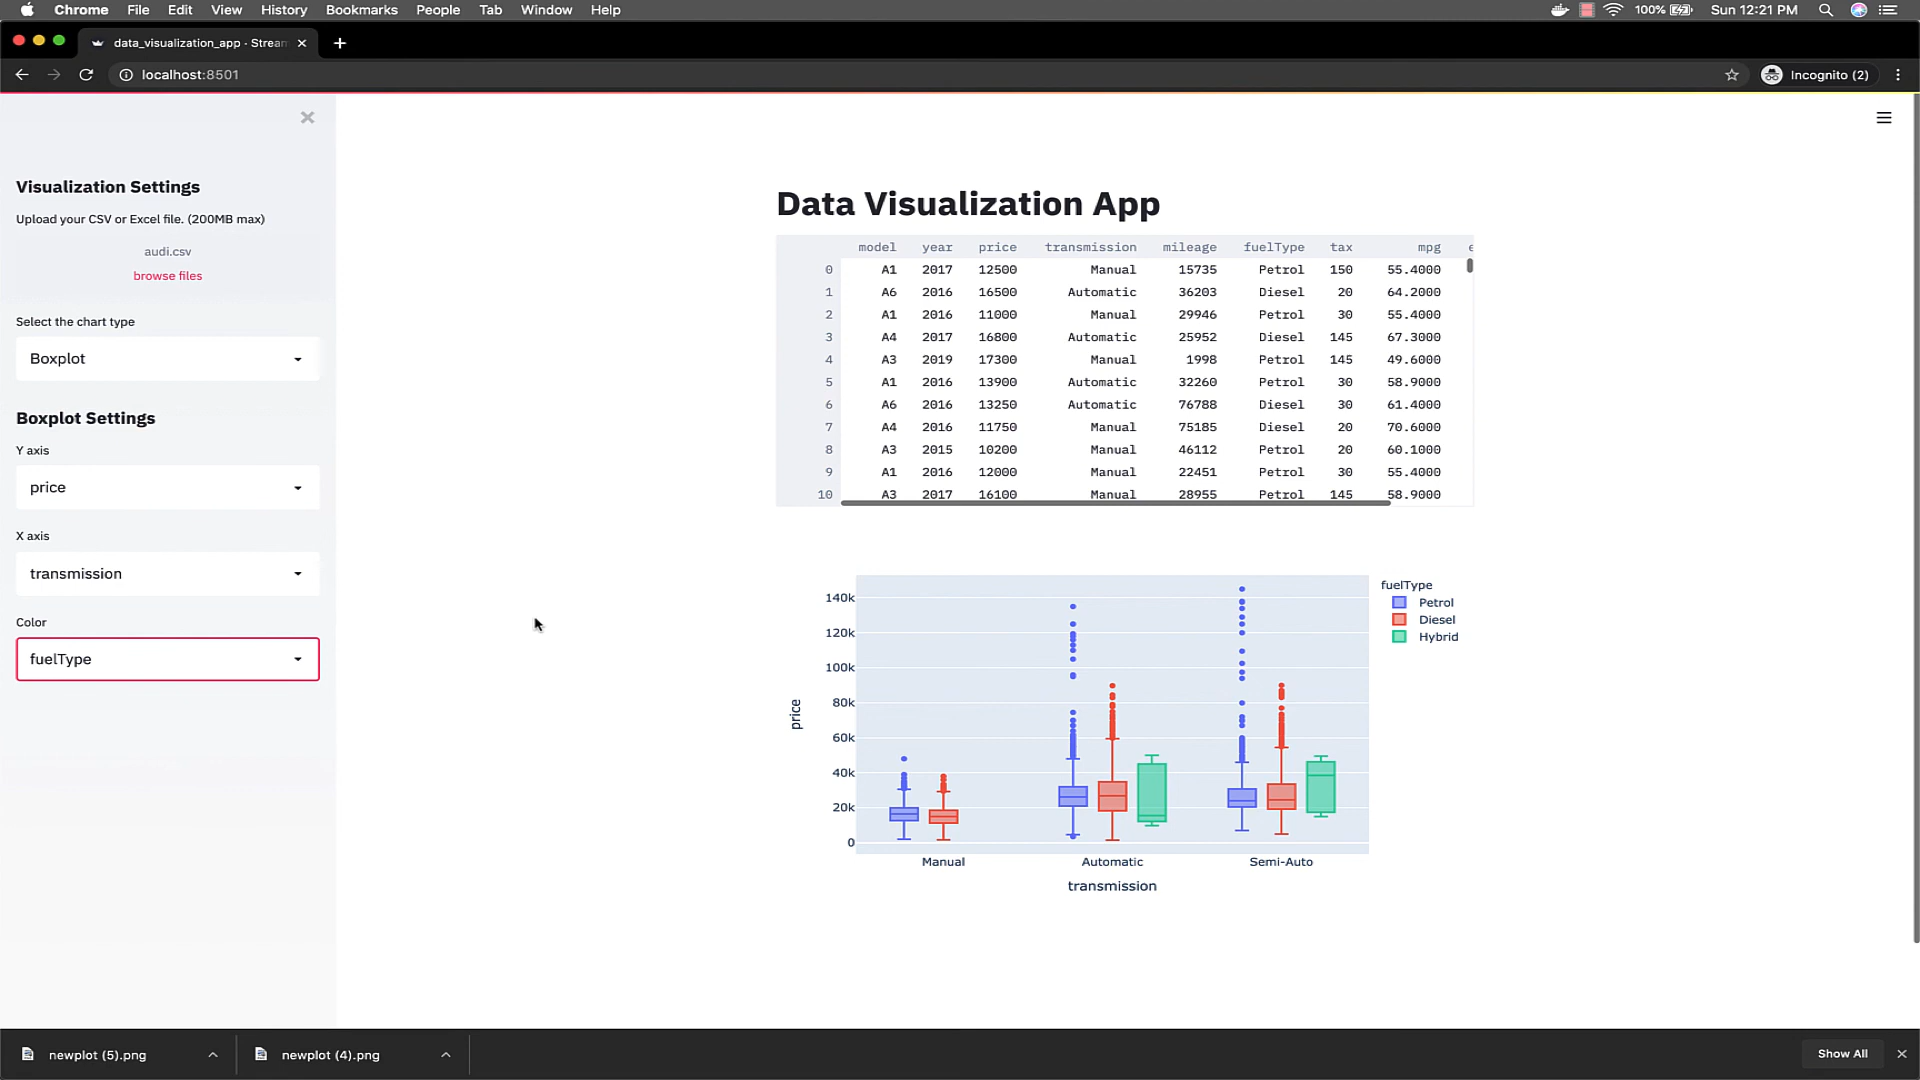 Chrome File Edit View History Bookmarks People Tab Window Help 100% Sun 12:21 PM
data_visualization_app - Stream
localhost:8501 Incognito (2)
Visualization Settings
Upload your CSV or Excel file. (200MB max)
audi.csv
browse files
Select the chart type
Boxplot
Boxplot Settings
Y axis
price
X axis
transmission
Color
fuelType
Data Visualization App
model year price transmission mileage fuelType tax mpg e
0 A1 2017 12500 Manual 15735 Petrol 150 55.4000
1 A6 2016 16500 Automatic 36203 Diesel 20 64.2000
2 A1 2016 11000 Manual 29946 Petrol 30 55.4000
3 A4 2017 16800 Automatic 25952 Diesel 145 67.3000
4 A3 2019 17300 Manual 1998 Petrol 145 49.6000
5 A1 2016 13900 Automatic 32260 Petrol 30 58.9000
6 A6 2016 13250 Automatic 76788 Diesel 30 61.4000
7 A4 2016 11750 Manual 75185 Diesel 20 70.6000
8 A3 2015 10200 Manual 46112 Petrol 20 60.1000
9 A1 2016 12000 Manual 22451 Petrol 30 55.4000
10 A3 2017 16100 Manual 28955 Petrol 145 58.9000
fuelType
Petrol
Diesel
Hybrid
140k
120k
100k
80k
60k
40k
20k
0
price
Manual Automatic Semi-Auto
transmission
newplot (5).png newplot (4).png Show All